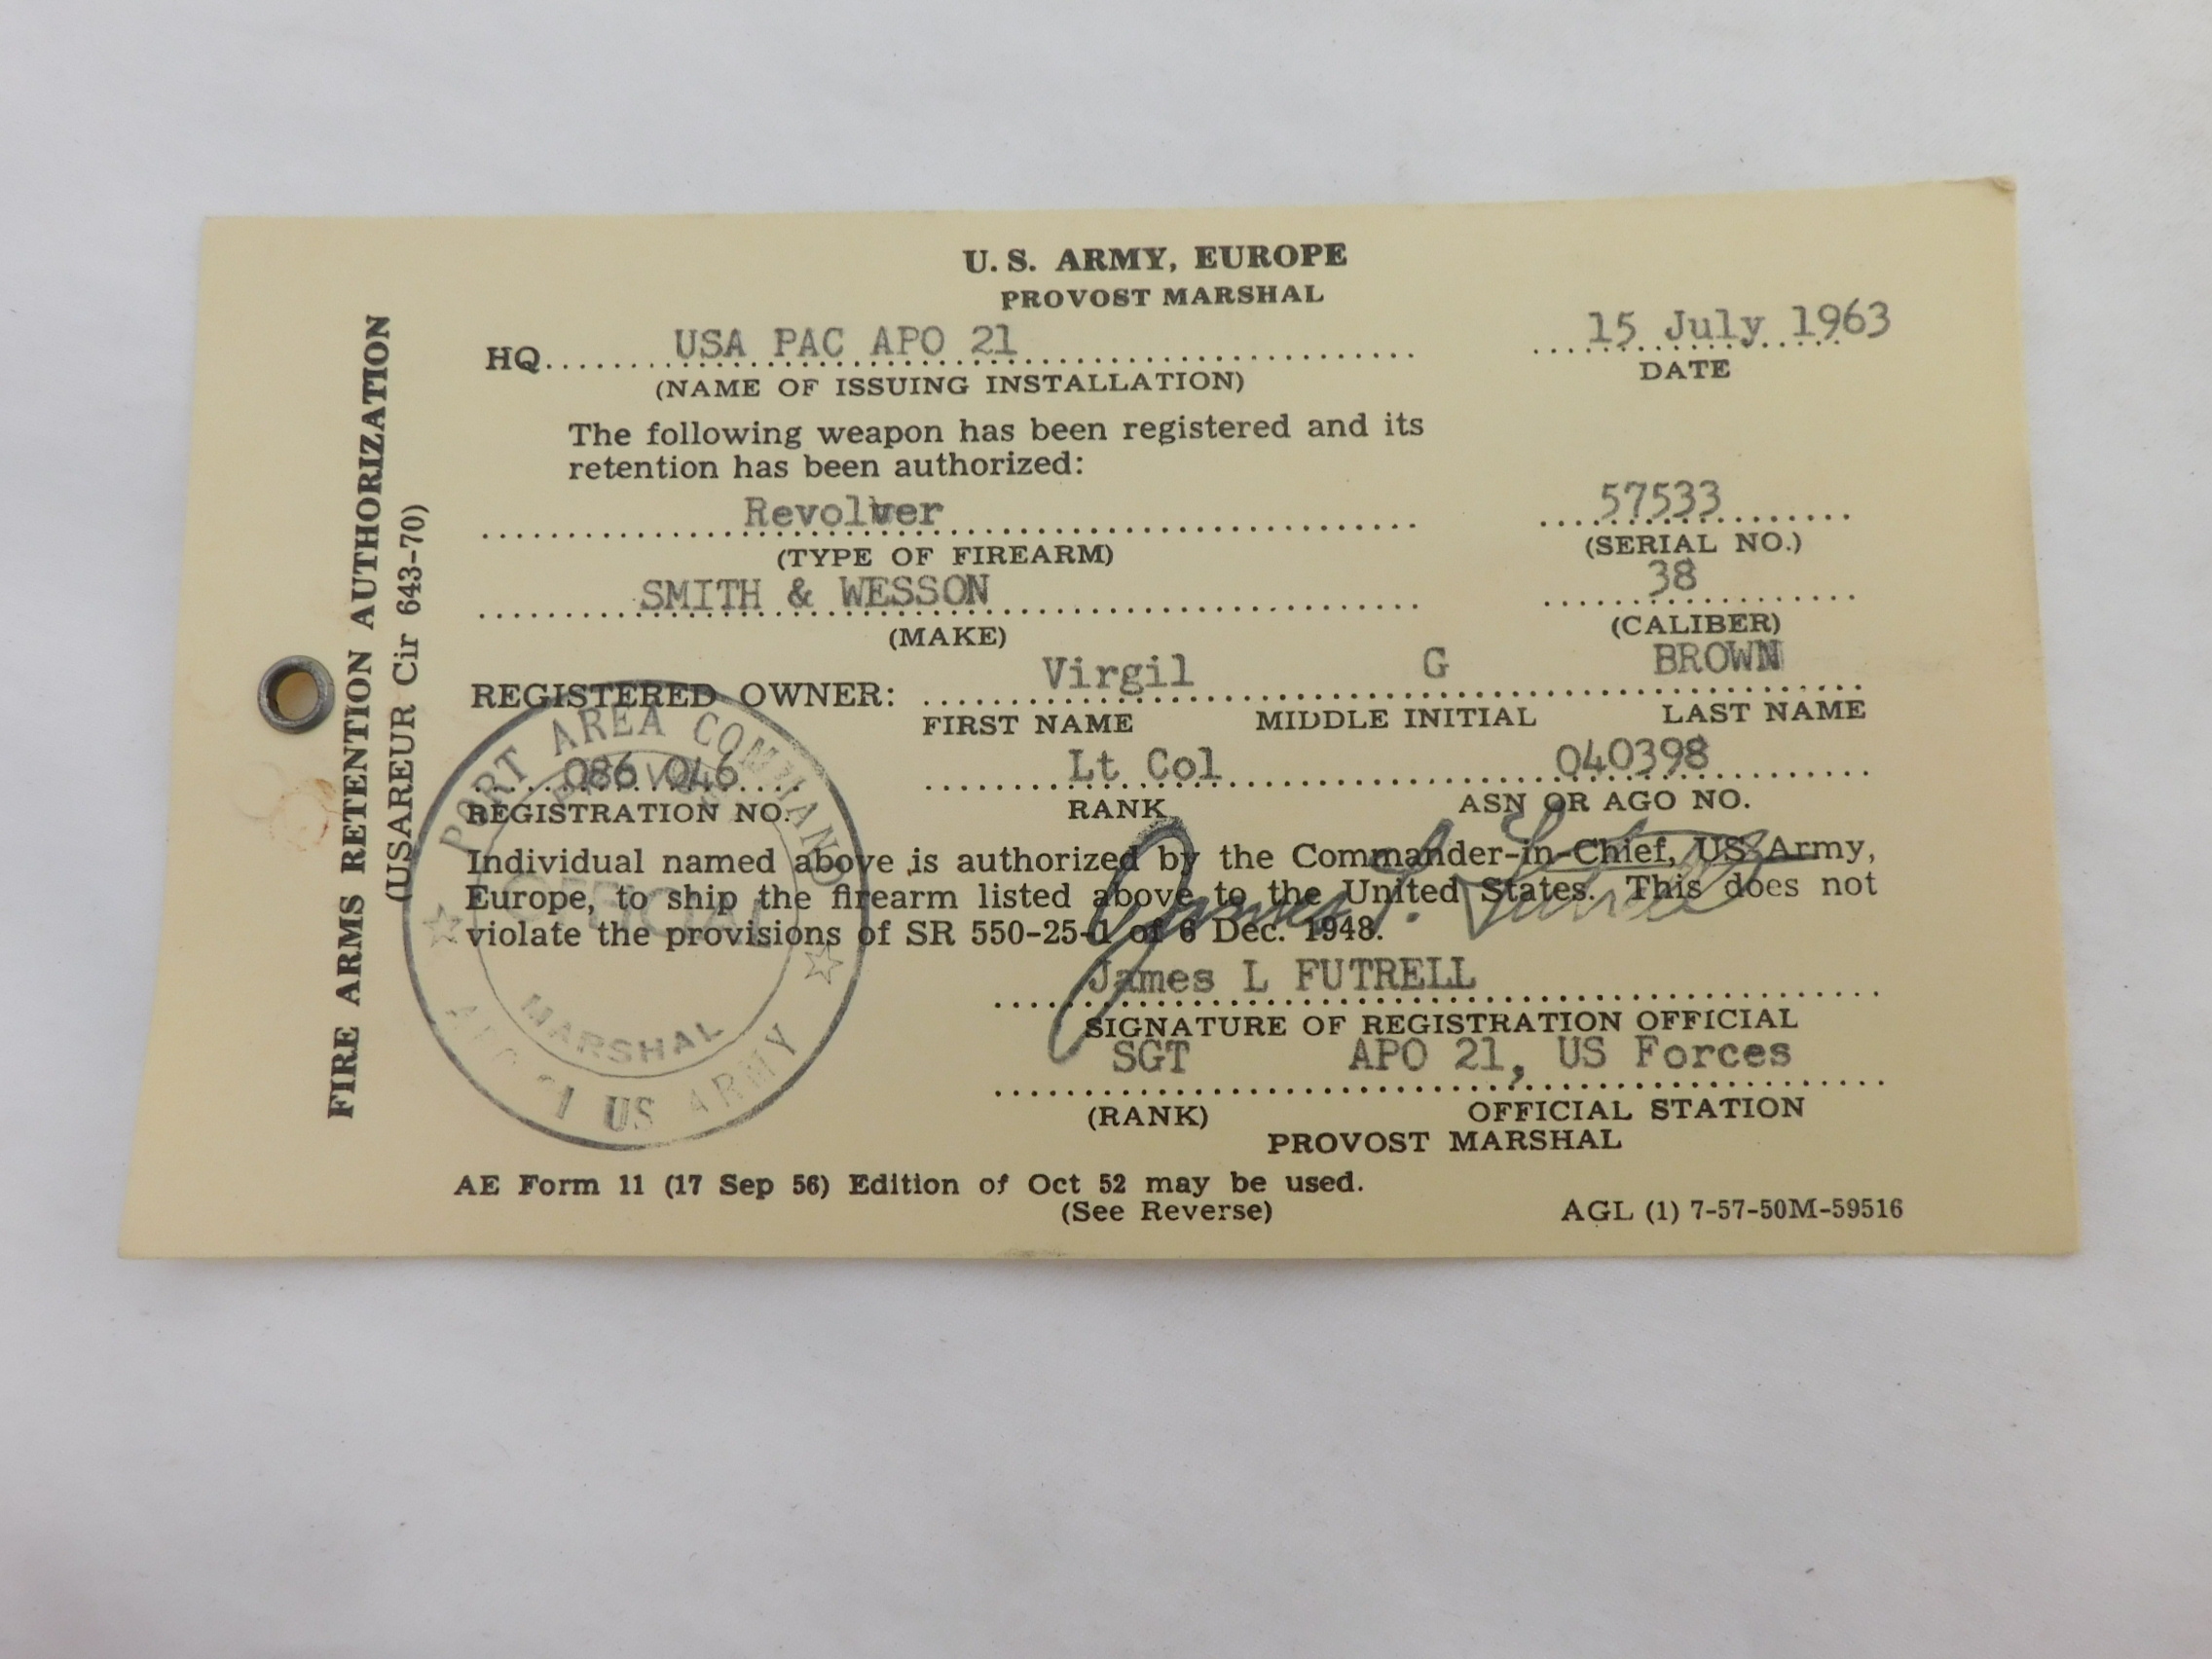 U. S. ARMY, EUROPE
PROVOST MARSHAL
HQ. USA PAC APO 21 15 July 1963
(NAME OF ISSUING INSTALLATION) DATE
The following weapon has been registered and its
retention has been authorized:
Revolver 57533
(TYPE OF FIREARM) (SERIAL NO.)
SMITH & WESSON 38
(MAKE) (CALIBER)
REGISTERED OWNER: Virgil G BROWN
FIRST NAME MIDDLE INITIAL LAST NAME
086 046 Lt Col 040398
REGISTRATION NO. RANK ASN OR AGO NO.
Individual named above is authorized by the Commander-in-Chief, US Army,
Europe, to ship the firearm listed above to the United States. This does not
violate the provisions of SR 550-25-1 of 6 Dec. 1948.
James L. Futrell
James L FUTRELL
SIGNATURE OF REGISTRATION OFFICIAL
SGT APO 21, US Forces
(RANK) OFFICIAL STATION
PROVOST MARSHAL
AE Form 11 (17 Sep 56) Edition of Oct 52 may be used.
(See Reverse) AGL (1) 7-57-50M-59516
FIRE ARMS RETENTION AUTHORIZATION
(USAREUR Cir 643-70)
PORT AREA COMMAND
OFFICIAL
MARSHAL
US ARMY